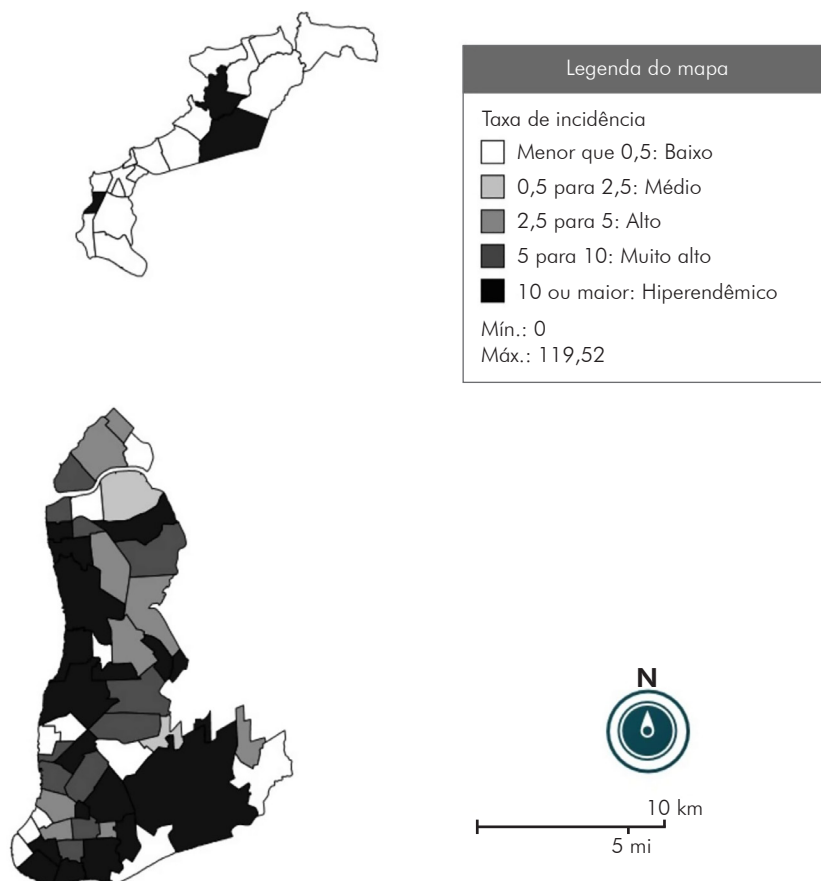 Legenda do mapa
Taxa de incidência
Menor que 0,5: Baixo
0,5 para 2,5: Médio
2,5 para 5: Alto
5 para 10: Muito alto
10 ou maior: Hiperendêmico
Mín.: 0
Máx.: 119,52
N
10 km
5 mi